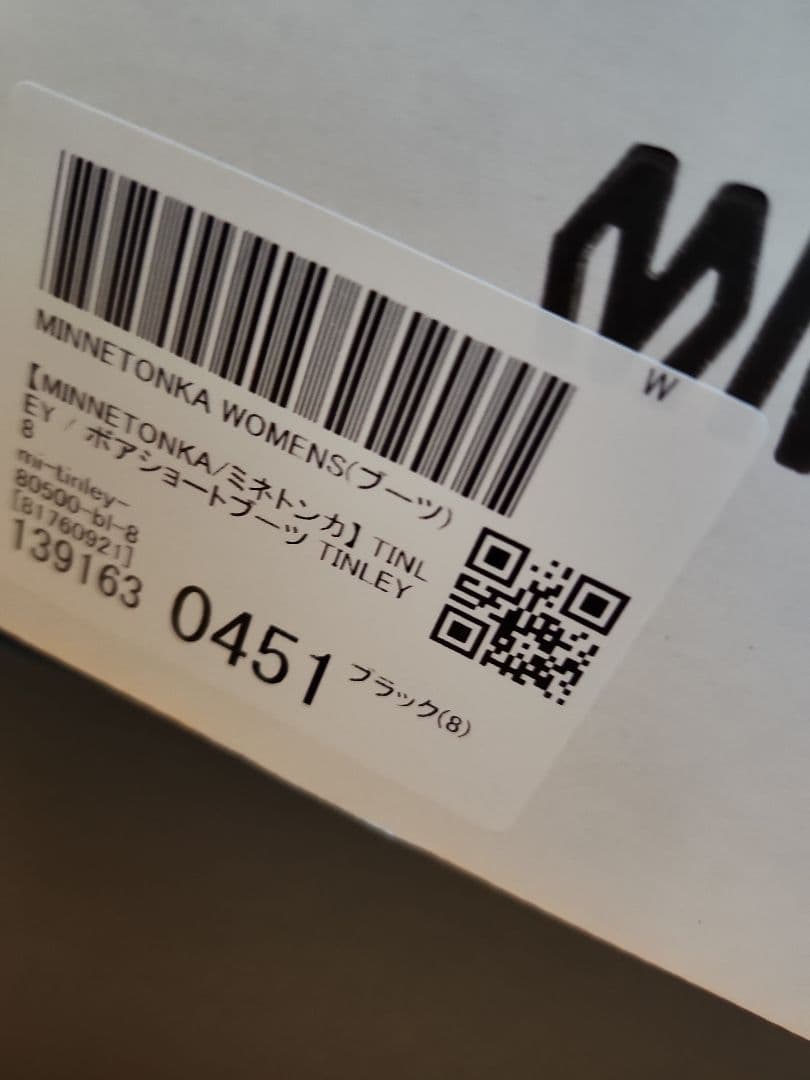 MI
W
MINNETONKA WOMENS(ブーツ)
【MINNETONKA/ミネトンカ】TINL
EY / ボアショートブーツ TINLEY
8
mi-tinley-
80500-bl-8
[81760921]
139163 0451 ブラック(8)